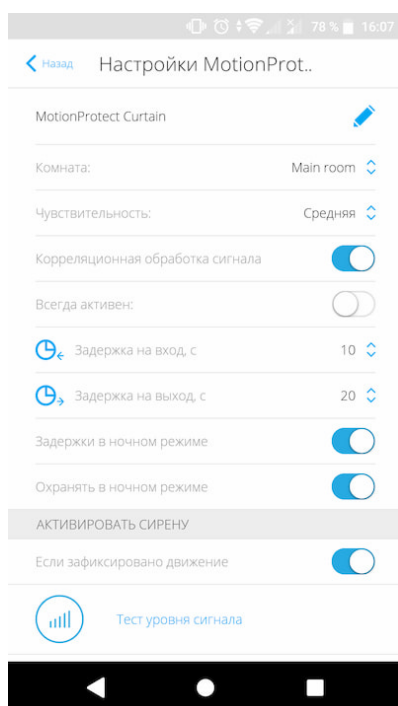 78 % 16:07
Назад Настройки MotionProt..
MotionProtect Curtain
Комната: Main room
Чувствительность: Средняя
Корреляционная обработка сигнала
Всегда активен:
Задержка на вход, с 10
Задержка на выход, с 20
Задержки в ночном режиме
Охранять в ночном режиме
АКТИВИРОВАТЬ СИРЕНУ
Если зафиксировано движение
Тест уровня сигнала